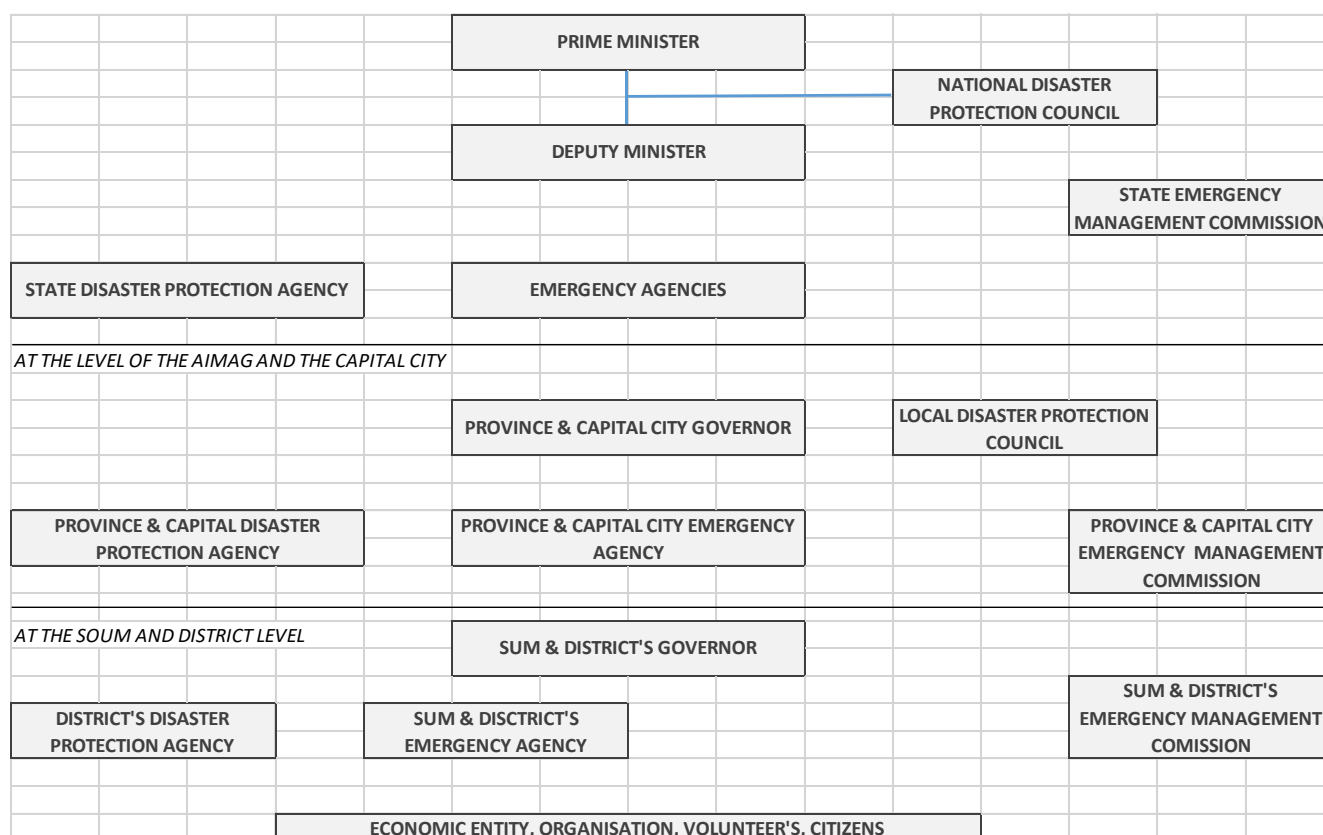 PRIME MINISTER
NATIONAL DISASTER
PROTECTION COUNCIL
DEPUTY MINISTER
STATE EMERGENCY
MANAGEMENT COMMISSION
STATE DISASTER PROTECTION AGENCY
EMERGENCY AGENCIES
AT THE LEVEL OF THE AIMAG AND THE CAPITAL CITY
PROVINCE & CAPITAL CITY GOVERNOR
LOCAL DISASTER PROTECTION
COUNCIL
PROVINCE & CAPITAL DISASTER
PROTECTION AGENCY
PROVINCE & CAPITAL CITY EMERGENCY
AGENCY
PROVINCE & CAPITAL CITY
EMERGENCY MANAGEMENT
COMMISSION
AT THE SOUM AND DISTRICT LEVEL
SUM & DISTRICT'S GOVERNOR
DISTRICT'S DISASTER
PROTECTION AGENCY
SUM & DISCTRICT'S
EMERGENCY AGENCY
SUM & DISTRICT'S
EMERGENCY MANAGEMENT
COMISSION
ECONOMIC ENTITY, ORGANISATION, VOLUNTEER'S, CITIZENS